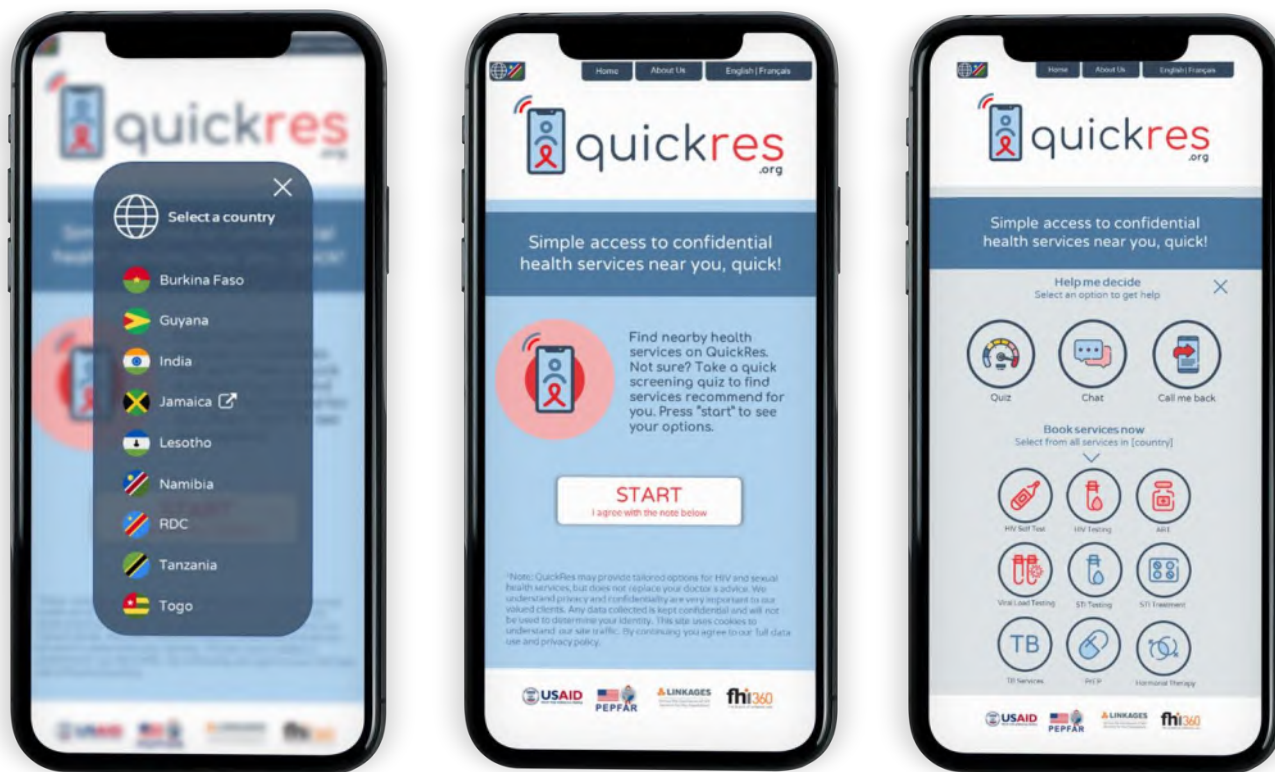 quickres
.org
Select a country
Burkina Faso
Guyana
India
Jamaica
Lesotho
Namibia
RDC
Tanzania
Togo
Home
About Us
English | Français
quickres
.org
Simple access to confidential
health services near you, quick!
Find nearby health
services on QuickRes.
Not sure? Take a quick
screening quiz to find
services recommend for
you. Press "start" to see
your options.
START
I agree with the note below
*Note: QuickRes may provide tailored options for HIV and sexual
health services, but does not replace your doctor's advice. We
understand privacy and confidentiality are very important to our
valued clients. Any data collected is kept confidential and will not
be used to determine your identity. This site uses cookies to
understand our site traffic. By continuing you agree to our full data
use and privacy policy.
USAID
PEPFAR
LINKAGES
fhi360
Home
About Us
English | Français
quickres
.org
Simple access to confidential
health services near you, quick!
Help me decide
Select an option to get help
Quiz
Chat
Call me back
Book services now
Select from all services in [country]
HIV Self Test
HIV Testing
ART
Viral Load Testing
STI Testing
STI Treatment
TB
TB Services
PrEP
Hormonal Therapy
USAID
PEPFAR
LINKAGES
fhi360